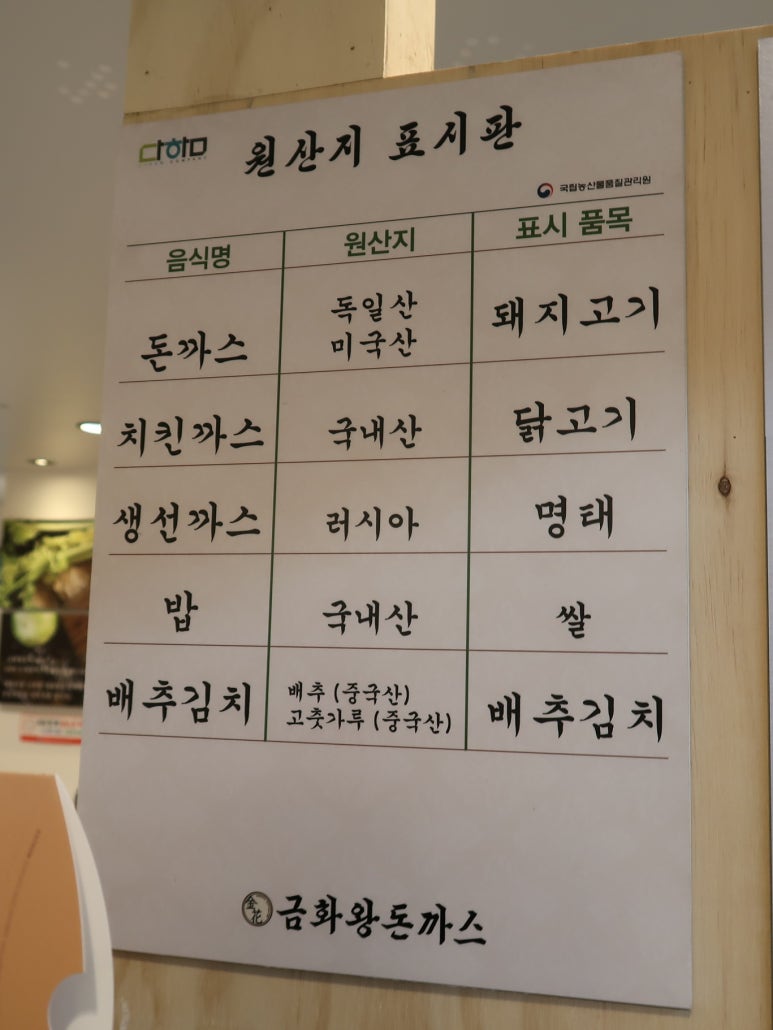 다하미
원산지 표시판
국립농산물품질관리원
음식명 원산지 표시 품목
돈까스 독일산 미국산 돼지고기
치킨까스 국내산 닭고기
생선까스 러시아 명태
밥 국내산 쌀
배추김치 배추 (중국산) 고춧가루 (중국산) 배추김치
金花 금화왕돈까스